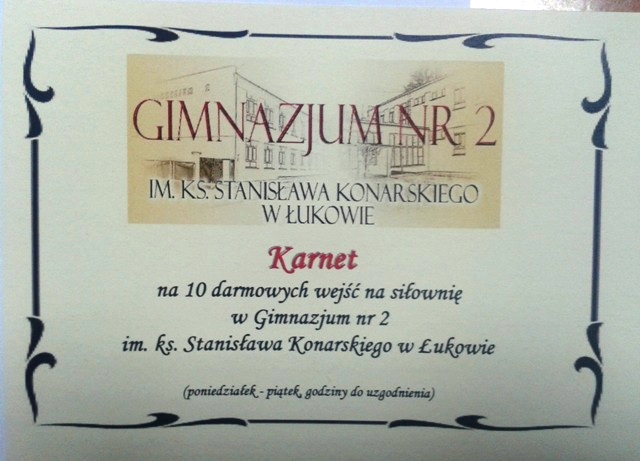 GIMNAZJUM NR 2
IM. KS. STANISŁAWA KONARSKIEGO
W ŁUKOWIE
Karnet
na 10 darmowych wejść na siłownię
w Gimnazjum nr 2
im. ks. Stanisława Konarskiego w Łukowie
(poniedziałek - piątek, godziny do uzgodnienia)